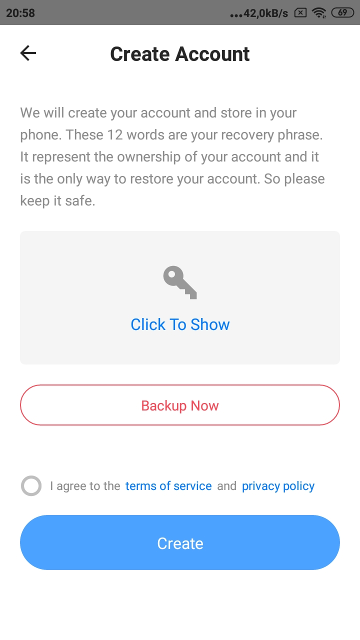 20:58
...42,0kB/s
69
Create Account
We will create your account and store in your
phone. These 12 words are your recovery phrase.
It represent the ownership of your account and it
is the only way to restore your account. So please
keep it safe.
Click To Show
Backup Now
I agree to the terms of service and privacy policy
Create